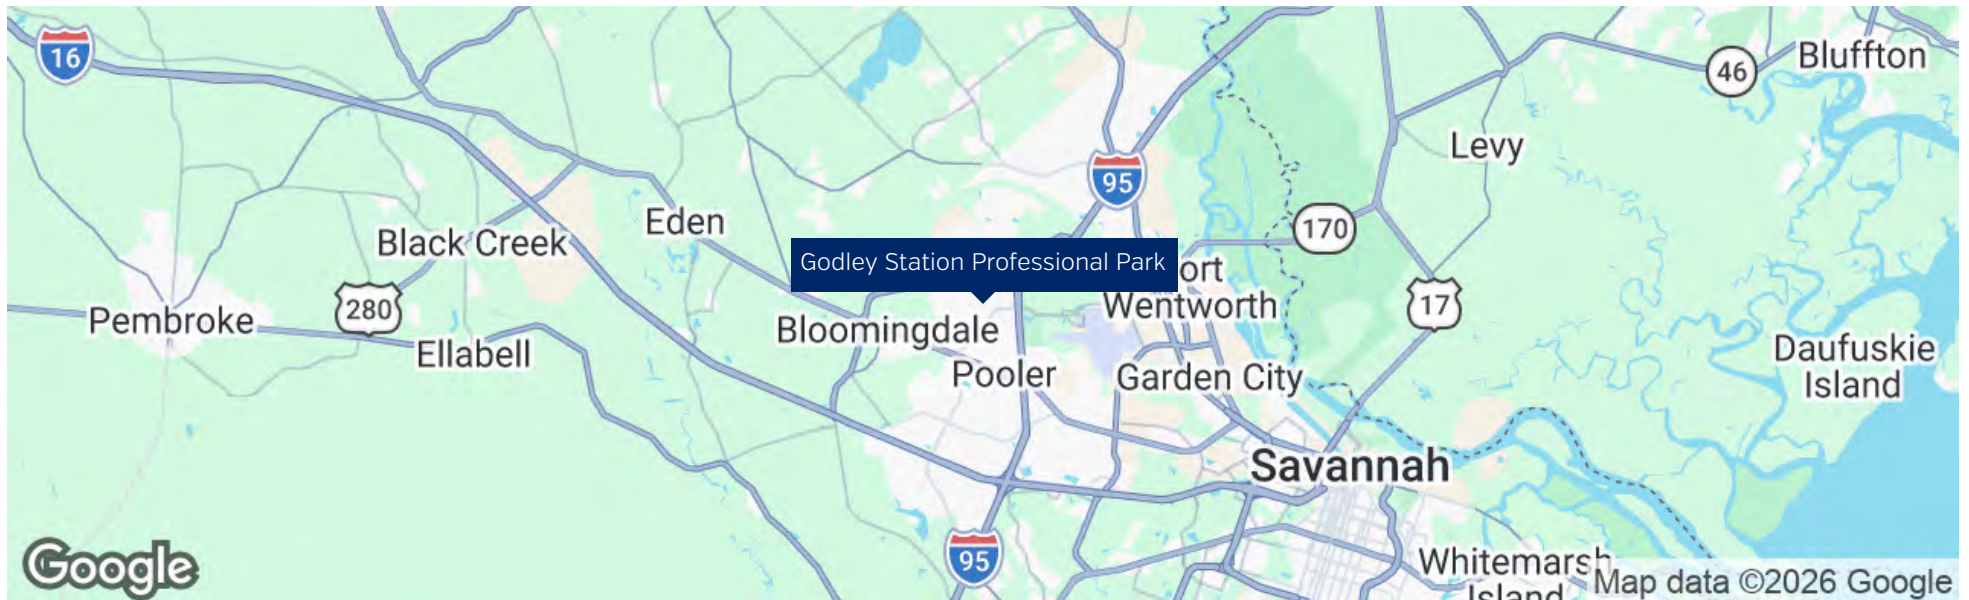 16
Bluffton
46
Levy
95
Eden
170
Black Creek
Godley Station Professional Park
ort
Wentworth
280
17
Pembroke
Bloomingdale
Ellabell
Daufuskie
Island
Pooler
Garden City
Savannah
95
Whitemarsh
Island
Google
Map data ©2026 Google